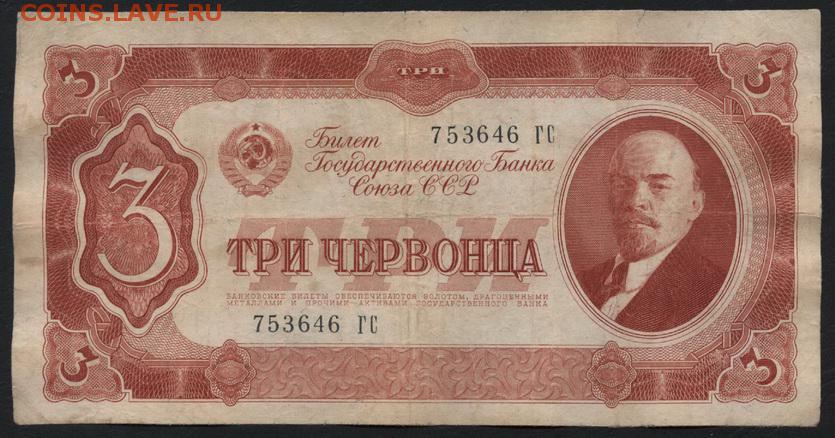 COINS.LAVE.RU
3 ТРИ 3
Билет 753646 ГС
Государственного Банка
Союза ССР
3
ТРИ
ТРИ ЧЕРВОНЦА
БАНКОВСКИЕ БИЛЕТЫ ОБЕСПЕЧИВАЮТСЯ ЗОЛОТОМ, ДРАГОЦЕННЫМИ
МЕТАЛЛАМИ И ПРОЧИМИ АКТИВАМИ ГОСУДАРСТВЕННОГО БАНКА
753646 ГС
3 3